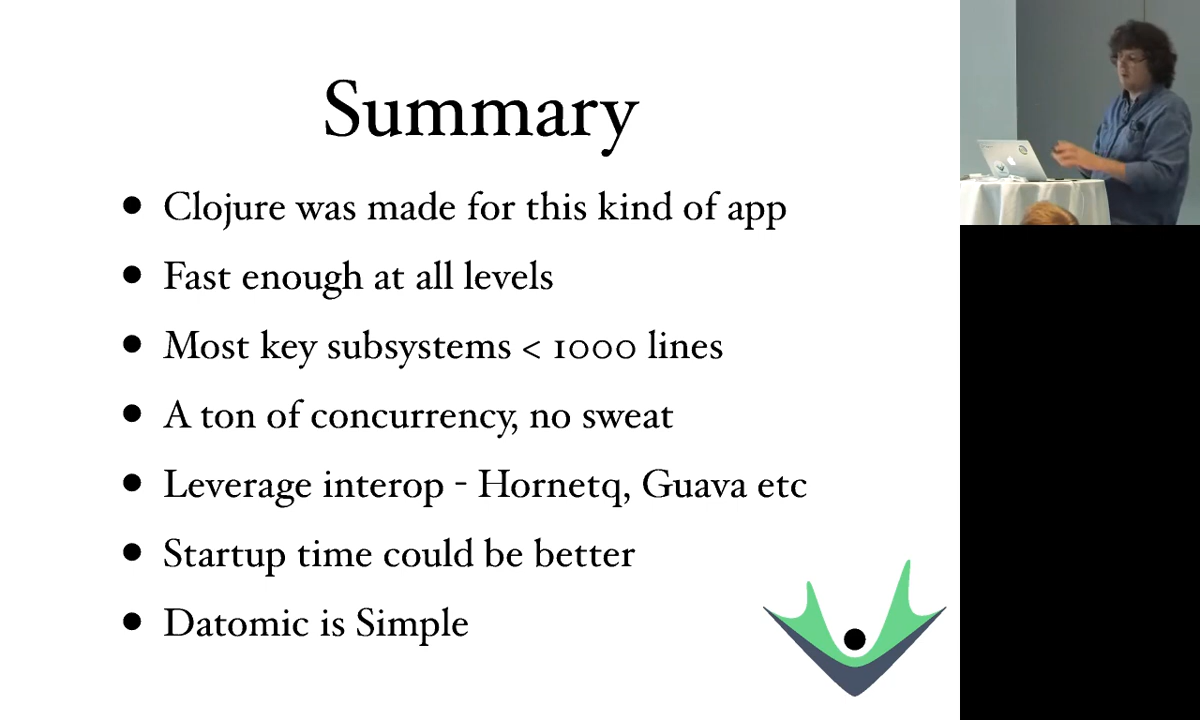 Summary
• Clojure was made for this kind of app
• Fast enough at all levels
• Most key subsystems < 1000 lines
• A ton of concurrency, no sweat
• Leverage interop - Hornetq, Guava etc
• Startup time could be better
• Datomic is Simple